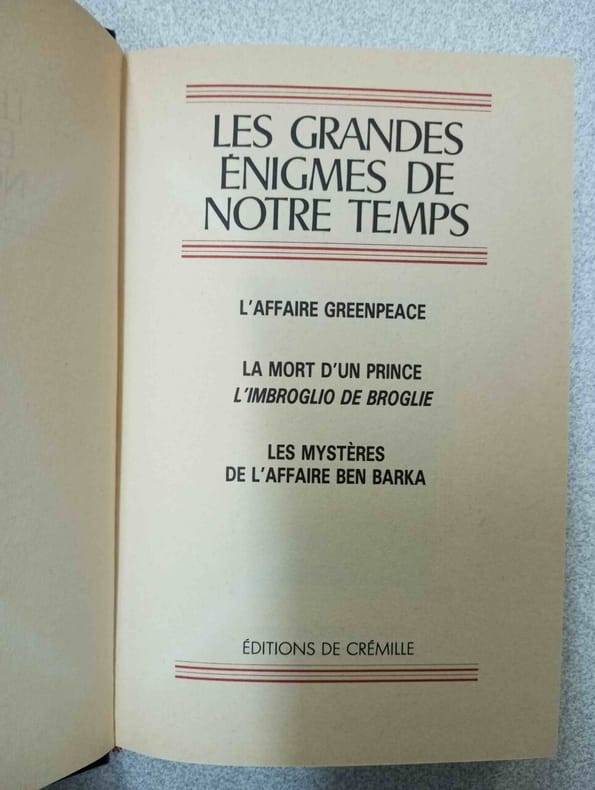 LES GRANDES
ÉNIGMES DE
NOTRE TEMPS
L'AFFAIRE GREENPEACE
LA MORT D'UN PRINCE
L'IMBROGLIO DE BROGLIE
LES MYSTÈRES
DE L'AFFAIRE BEN BARKA
ÉDITIONS DE CRÉMILLE